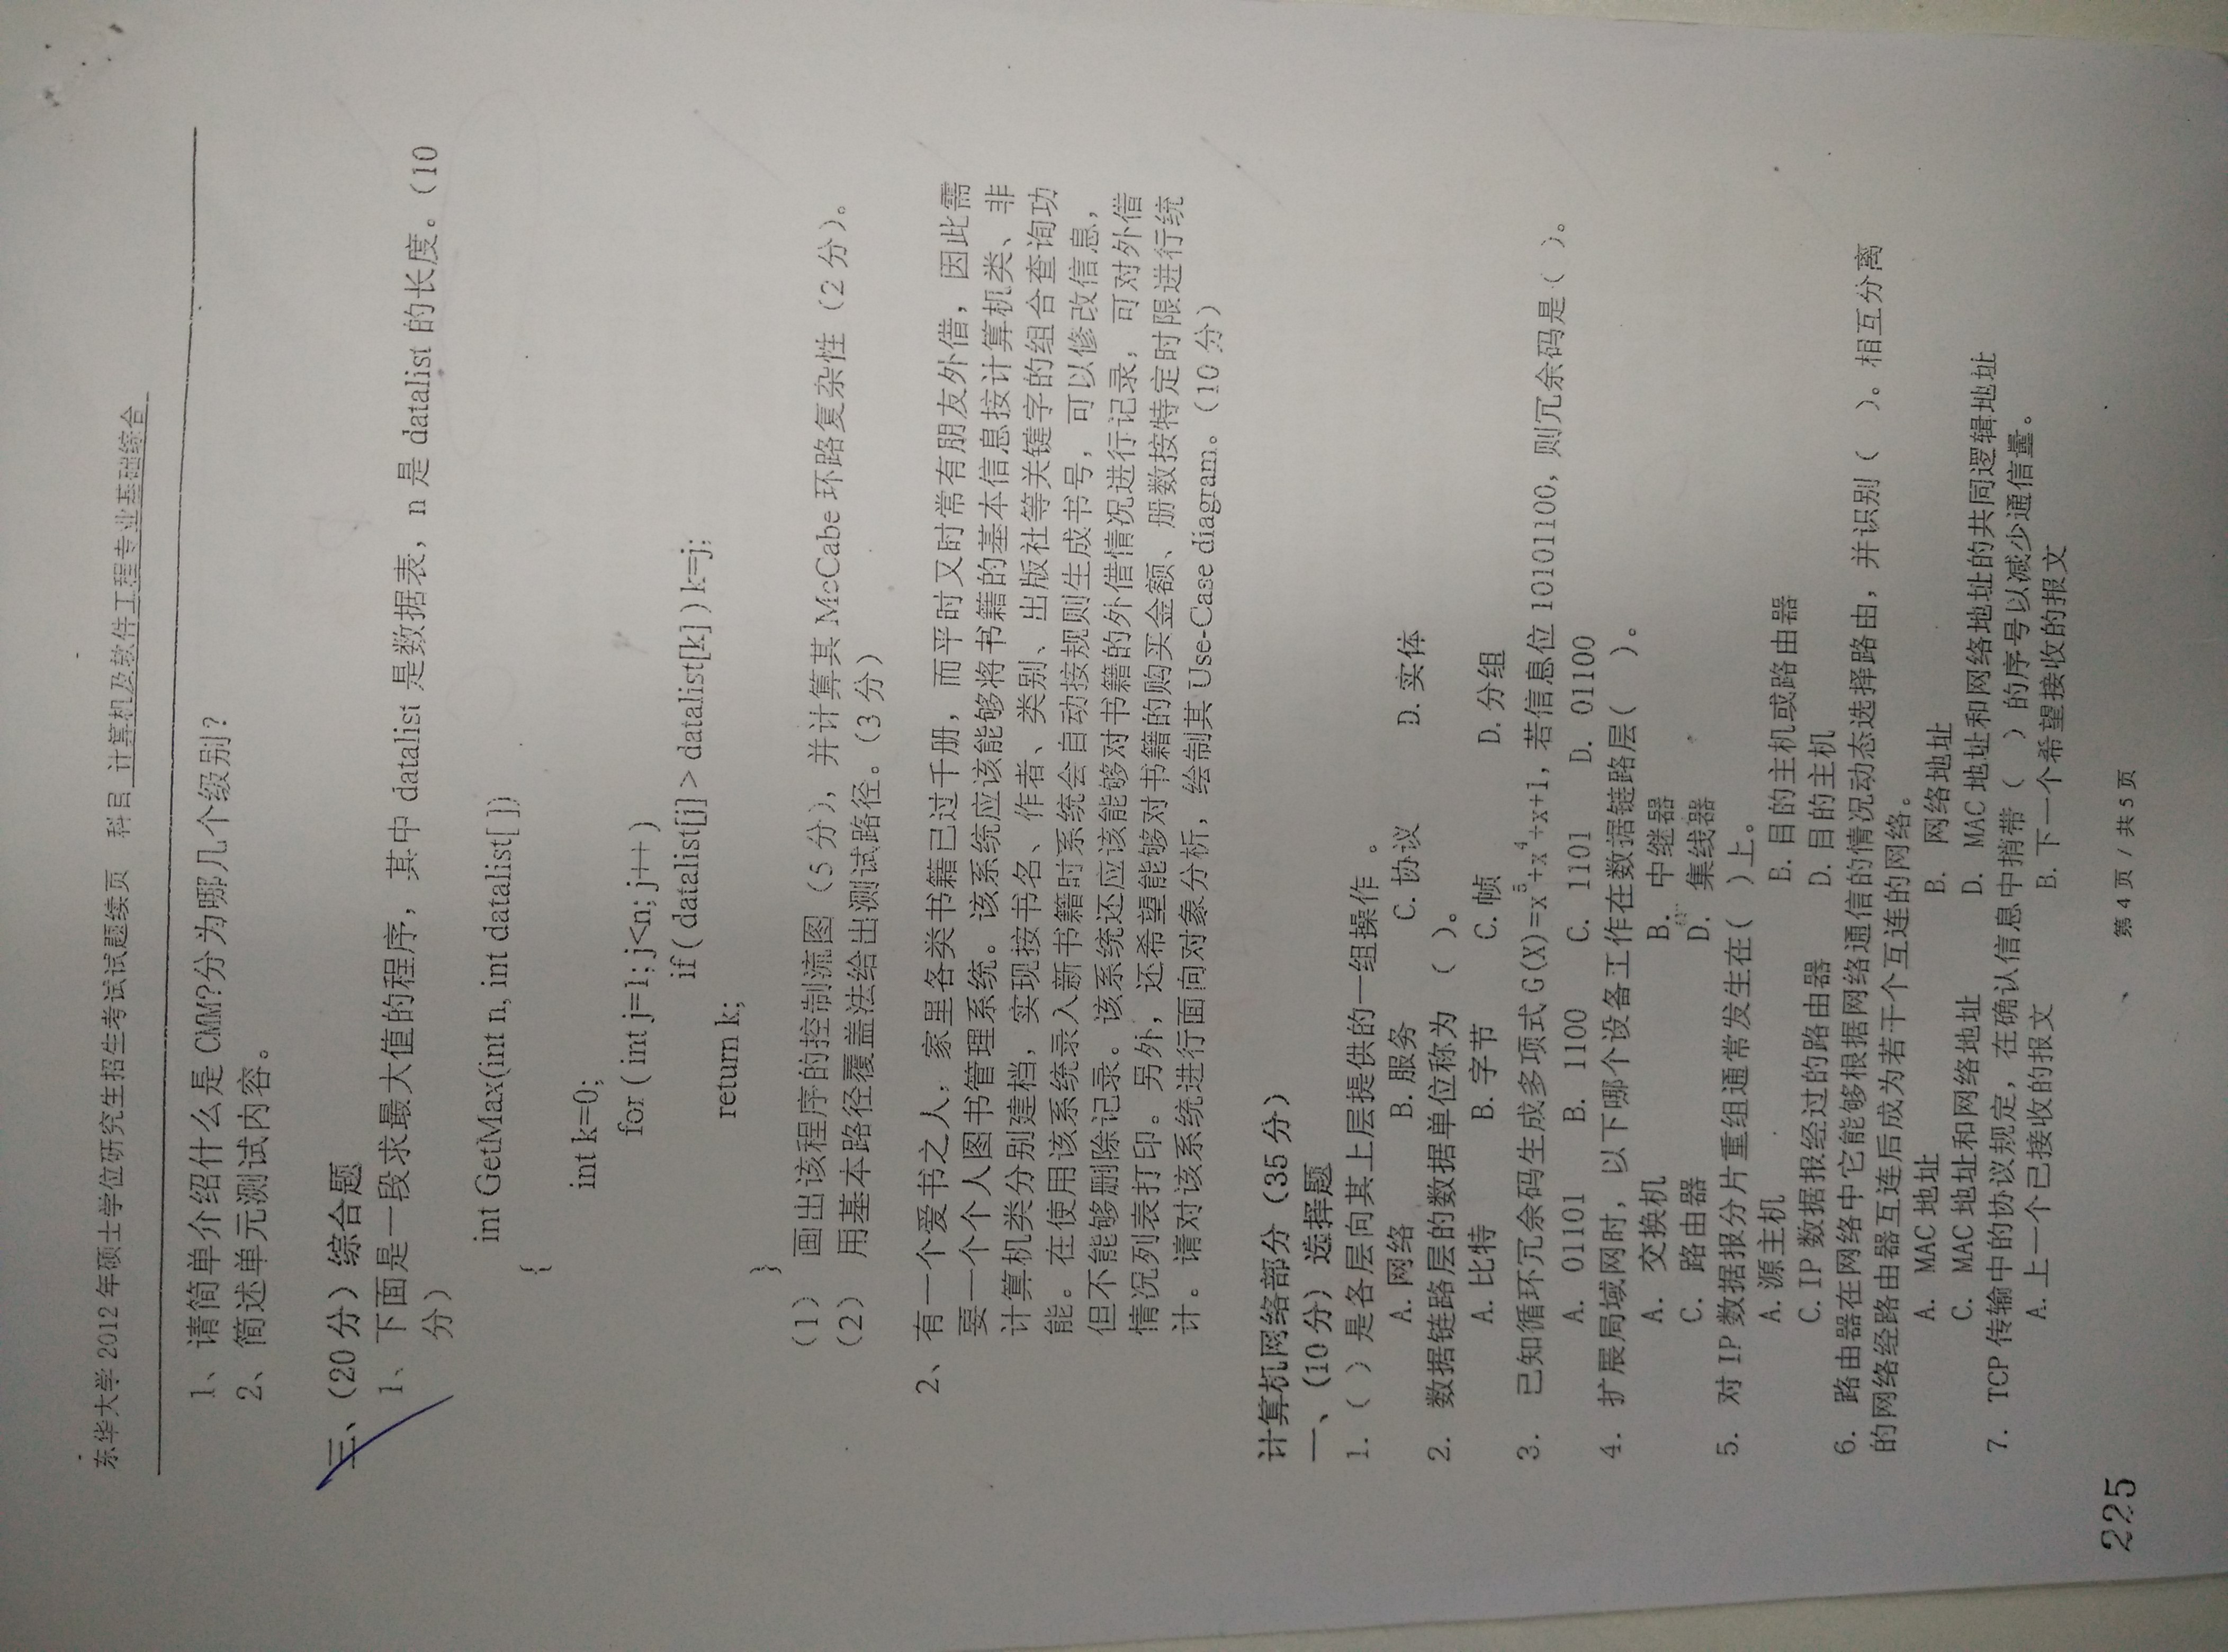 东华大学 2012 年硕士学位研究生招生考试试题续页 科目 计算机及软件工程专业基础综合
1、请简单介绍什么是 CMM?分为哪几个级别?
2、简述单元测试内容。
三、(20 分) 综合题
1、下面是一段求最大值的程序，其中 datalist 是数据表，n 是 datalist 的长度。(10
分)
int GetMax(int n, int datalist[ ])
{
int k=0;
for ( int j=1; j<n; j++ )
if ( datalist[j] > datalist[k] ) k=j;
return k;
}
(1) 画出该程序的控制流图 (5 分)，并计算其 McCabe 环路复杂性 (2 分)。
(2) 用基本路径覆盖法给出测试路径。(3 分)
2、有一个爱书之人，家里各类书籍已过千册，而平时又时常有朋友外借，因此需
要一个个人图书管理系统。该系统应该能够将书籍的基本信息按计算机类、非
计算机类分别建档，实现按书名、作者、类别、出版社等关键字的组合查询功
能。在使用该系统录入新书籍时系统会自动按规则生成书号，可以修改信息，
但不能够删除记录。该系统还应该能够对书籍的外借情况进行记录，可对外借
情况列表打印。另外，还希望能够对书籍的购买金额、册数按特定时限进行统
计。请对该系统进行面向对象分析，绘制其 Use-Case diagram。(10 分)
计算机网络部分 (35 分)
一、(10 分) 选择题
1. ( ) 是各层向其上层提供的一组操作 。
A. 网络 B. 服务 C. 协议 D. 实体
2. 数据链路层的数据单位称为 ( )。
A. 比特 B. 字节 C. 帧 D. 分组
3. 已知循环冗余码生成多项式 G(X)=x⁵+x⁴+x+1，若信息位 10101100，则冗余码是 ( )。
A. 01101 B. 1100 C. 1101 D. 01100
4. 扩展局域网时，以下哪个设备工作在数据链路层( )。
A. 交换机 B. 中继器
C. 路由器 D. 集线器
5. 对 IP 数据报分片重组通常发生在( )上。
A. 源主机 B. 目的主机或路由器
C. IP 数据报经过的路由器 D. 目的主机
6. 路由器在网络中它能够根据网络通信的情况动态选择路由，并识别 ( )。相互分离
的网络经路由器互连后成为若干个互连的网络。
A. MAC 地址 B. 网络地址
C. MAC 地址和网络地址 D. MAC 地址和网络地址的共同逻辑地址
7. TCP 传输中的协议规定，在确认信息中捎带 ( ) 的序号以减少通信量。
A. 上一个已接收的报文 B. 下一个希望接收的报文
第 4 页 / 共 5 页
225